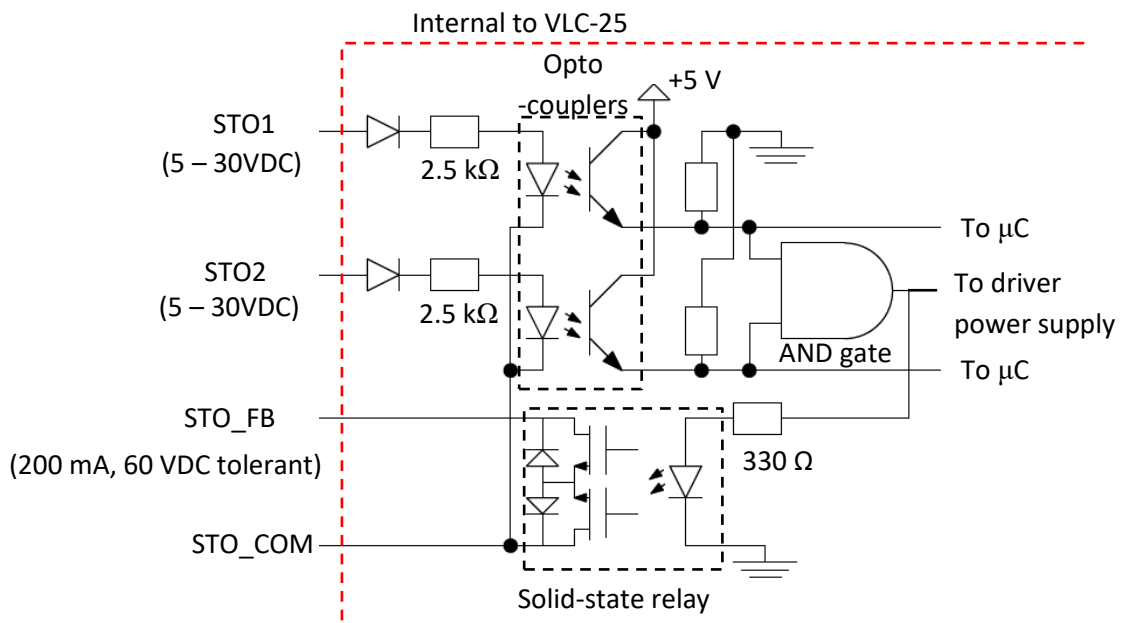 Internal to VLC-25
Opto
-couplers
+5 V
STO1
(5 – 30VDC)
2.5 kΩ
To μC
STO2
(5 – 30VDC)
2.5 kΩ
To driver
power supply
AND gate
To μC
STO_FB
(200 mA, 60 VDC tolerant)
330 Ω
STO_COM
Solid-state relay